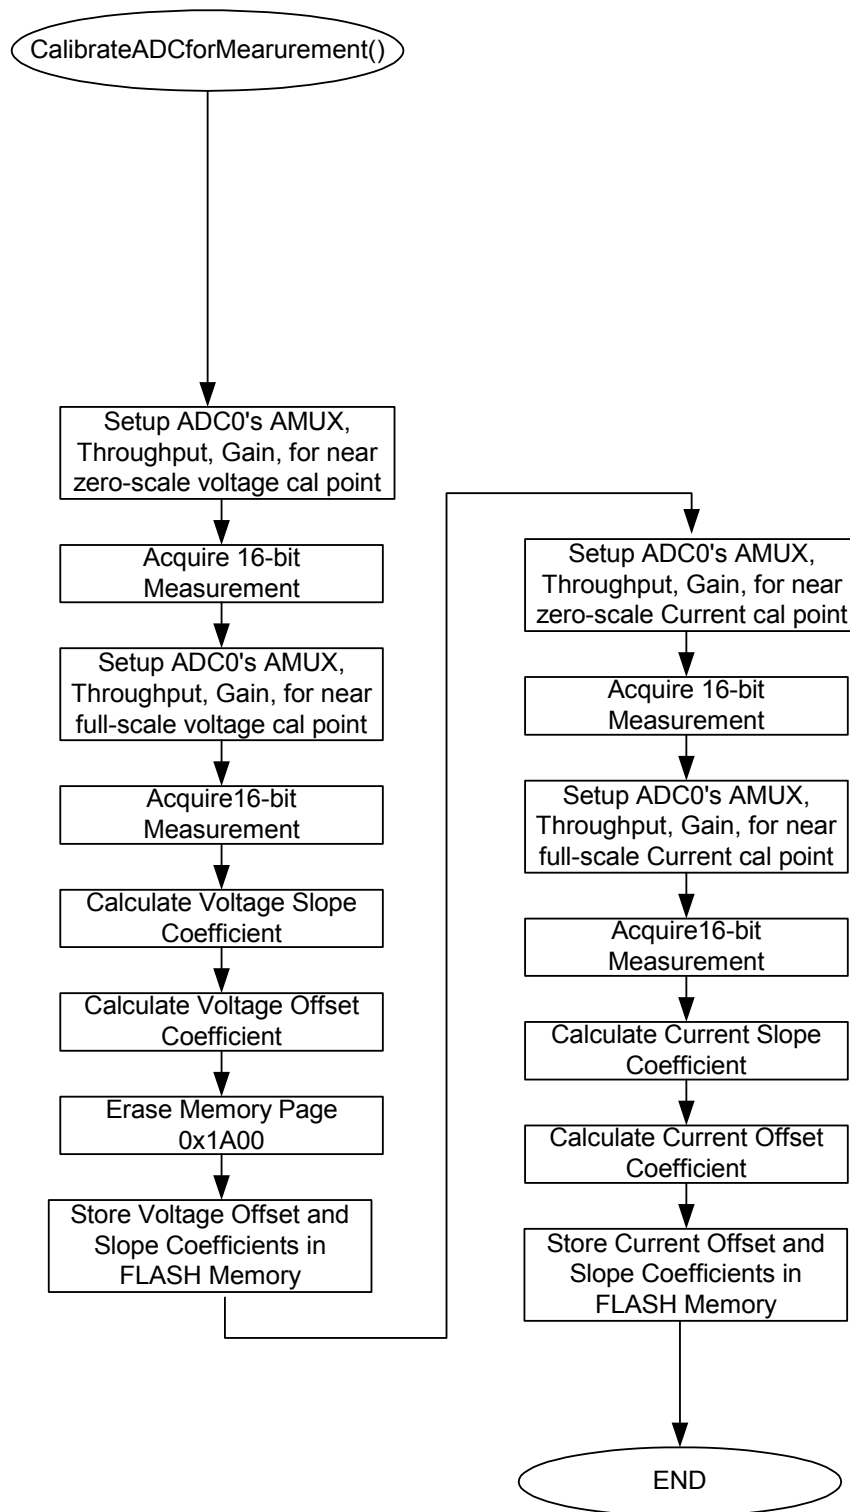 CalibrateADCforMearurement()
Setup ADC0's AMUX,
Throughput, Gain, for near
zero-scale voltage cal point
Acquire 16-bit
Measurement
Setup ADC0's AMUX,
Throughput, Gain, for near
full-scale voltage cal point
Acquire16-bit
Measurement
Calculate Voltage Slope
Coefficient
Calculate Voltage Offset
Coefficient
Erase Memory Page
0x1A00
Store Voltage Offset and
Slope Coefficients in
FLASH Memory
Setup ADC0's AMUX,
Throughput, Gain, for near
zero-scale Current cal point
Acquire 16-bit
Measurement
Setup ADC0's AMUX,
Throughput, Gain, for near
full-scale Current cal point
Acquire16-bit
Measurement
Calculate Current Slope
Coefficient
Calculate Current Offset
Coefficient
Store Current Offset and
Slope Coefficients in
FLASH Memory
END